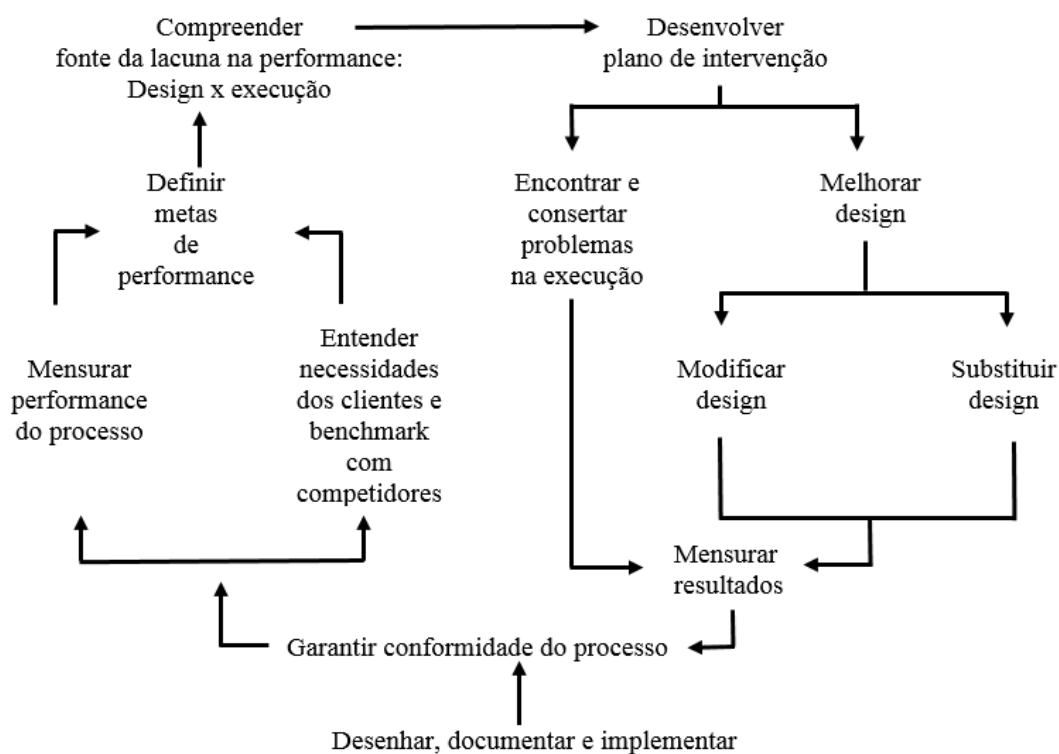 Compreender
fonte da lacuna na performance:
Design x execução
Desenvolver
plano de intervenção
Definir
metas
de
performance
Encontrar e
consertar
problemas
na execução
Melhorar
design
Mensurar
performance
do processo
Entender
necessidades
dos clientes e
benchmark
com
competidores
Modificar
design
Substituir
design
Mensurar
resultados
Garantir conformidade do processo
Desenhar, documentar e implementar